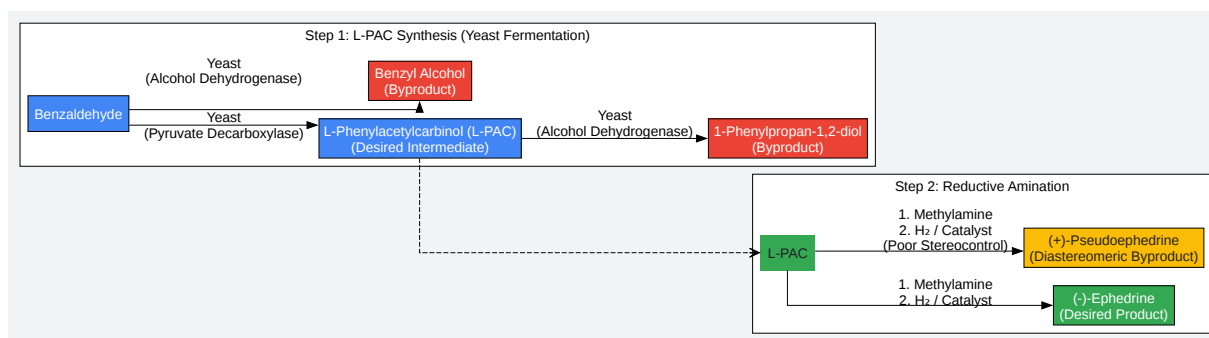 Step 1: L-PAC Synthesis (Yeast Fermentation)
Yeast
(Alcohol Dehydrogenase)
Benzyl Alcohol
(Byproduct)
Benzaldehyde
Yeast
(Pyruvate Decarboxylase)
L-Phenylacetylcarbinol (L-PAC)
(Desired Intermediate)
Yeast
(Alcohol Dehydrogenase)
1-Phenylpropan-1,2-diol
(Byproduct)
Step 2: Reductive Amination
L-PAC
1. Methylamine
2. H₂ / Catalyst
(Poor Stereocontrol)
(+)-Pseudoephedrine
(Diastereomeric Byproduct)
1. Methylamine
2. H₂ / Catalyst
(-)-Ephedrine
(Desired Product)